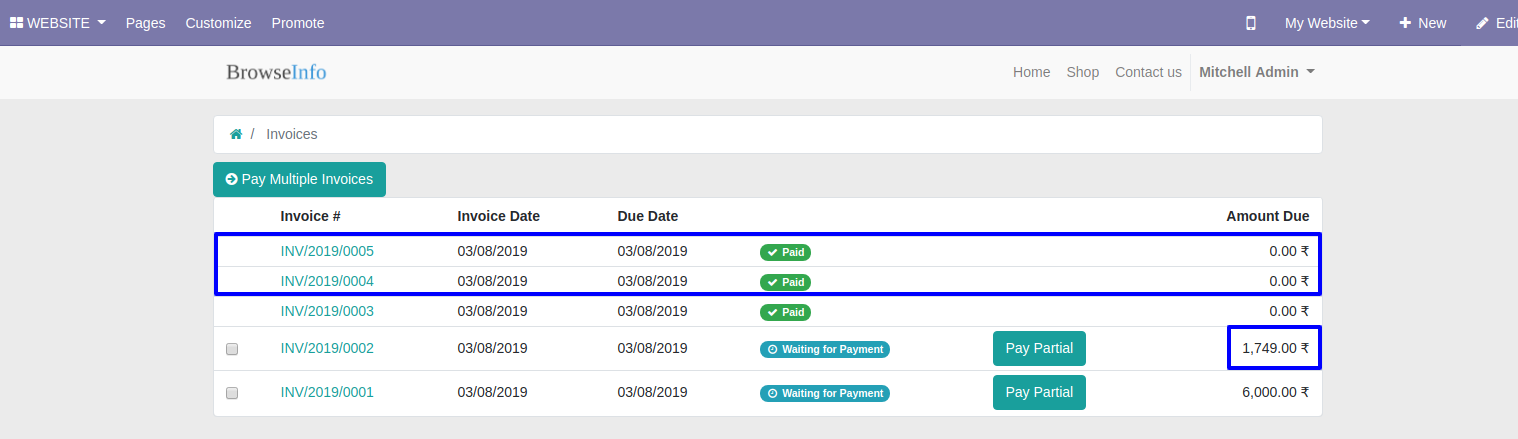 WEBSITE Pages Customize Promote My Website + New Edit
BrowseInfo Home Shop Contact us Mitchell Admin
/ Invoices
Pay Multiple Invoices
Invoice # Invoice Date Due Date Amount Due
INV/2019/0005 03/08/2019 03/08/2019 Paid 0.00 ₹
INV/2019/0004 03/08/2019 03/08/2019 Paid 0.00 ₹
INV/2019/0003 03/08/2019 03/08/2019 Paid 0.00 ₹
INV/2019/0002 03/08/2019 03/08/2019 Waiting for Payment Pay Partial 1,749.00 ₹
INV/2019/0001 03/08/2019 03/08/2019 Waiting for Payment Pay Partial 6,000.00 ₹